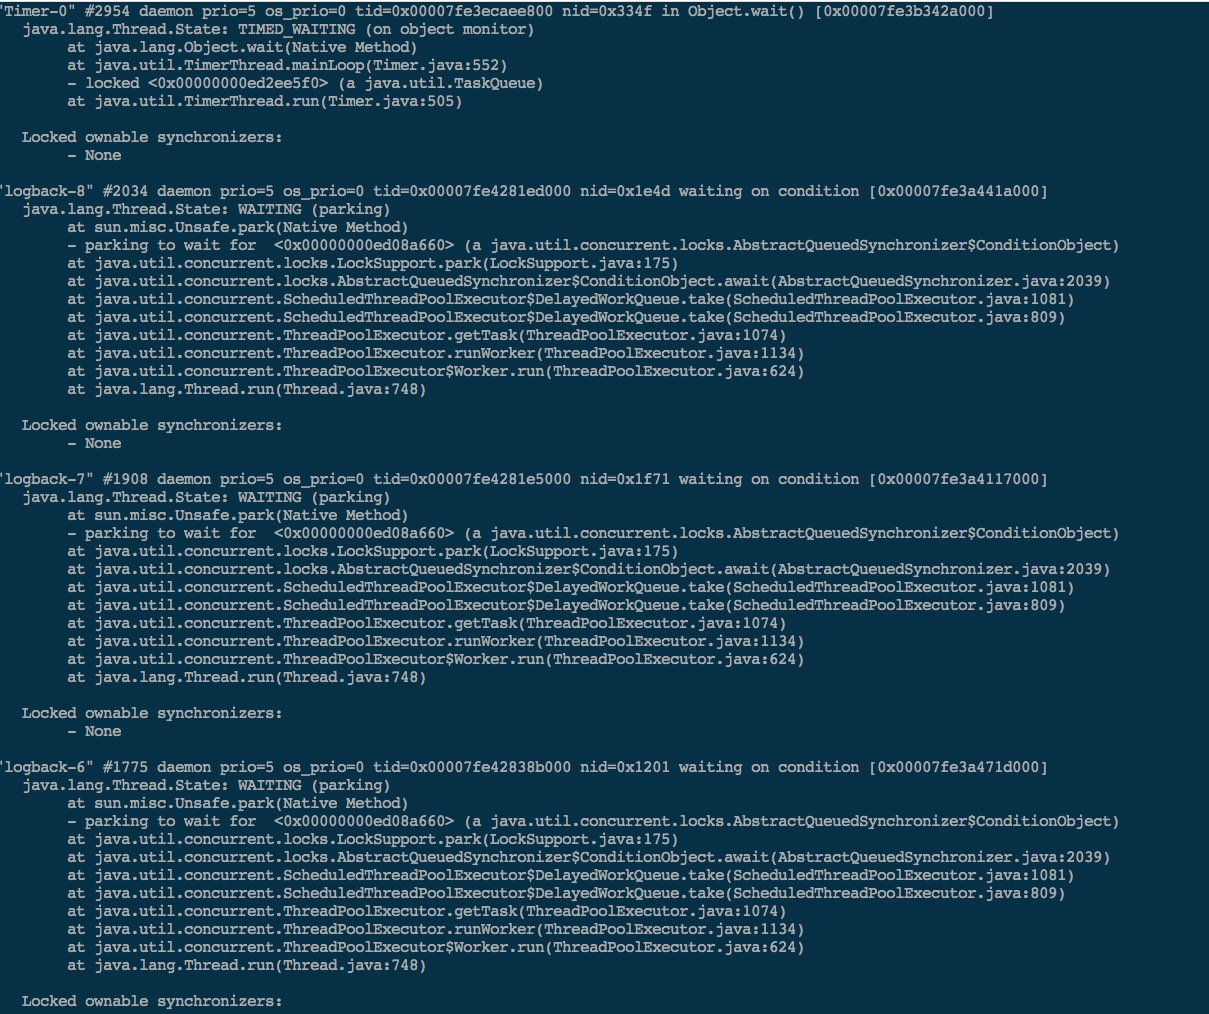 "Timer-0" #2954 daemon prio=5 os_prio=0 tid=0x00007fe3ecaee800 nid=0x334f in Object.wait() [0x00007fe3b342a000]
java.lang.Thread.State: TIMED_WAITING (on object monitor)
at java.lang.Object.wait(Native Method)
at java.util.TimerThread.mainLoop(Timer.java:552)
- locked <0x00000000ed2ee5f0> (a java.util.TaskQueue)
at java.util.TimerThread.run(Timer.java:505)
Locked ownable synchronizers:
- None
"logback-8" #2034 daemon prio=5 os_prio=0 tid=0x00007fe4281ed000 nid=0x1e4d waiting on condition [0x00007fe3a441a000]
java.lang.Thread.State: WAITING (parking)
at sun.misc.Unsafe.park(Native Method)
- parking to wait for  <0x00000000ed08a660> (a java.util.concurrent.locks.AbstractQueuedSynchronizer$ConditionObject)
at java.util.concurrent.locks.LockSupport.park(LockSupport.java:175)
at java.util.concurrent.locks.AbstractQueuedSynchronizer$ConditionObject.await(AbstractQueuedSynchronizer.java:2039)
at java.util.concurrent.ScheduledThreadPoolExecutor$DelayedWorkQueue.take(ScheduledThreadPoolExecutor.java:1081)
at java.util.concurrent.ScheduledThreadPoolExecutor$DelayedWorkQueue.take(ScheduledThreadPoolExecutor.java:809)
at java.util.concurrent.ThreadPoolExecutor.getTask(ThreadPoolExecutor.java:1074)
at java.util.concurrent.ThreadPoolExecutor.runWorker(ThreadPoolExecutor.java:1134)
at java.util.concurrent.ThreadPoolExecutor$Worker.run(ThreadPoolExecutor.java:624)
at java.lang.Thread.run(Thread.java:748)
Locked ownable synchronizers:
- None
"logback-7" #1908 daemon prio=5 os_prio=0 tid=0x00007fe4281e5000 nid=0x1f71 waiting on condition [0x00007fe3a4117000]
java.lang.Thread.State: WAITING (parking)
at sun.misc.Unsafe.park(Native Method)
- parking to wait for  <0x00000000ed08a660> (a java.util.concurrent.locks.AbstractQueuedSynchronizer$ConditionObject)
at java.util.concurrent.locks.LockSupport.park(LockSupport.java:175)
at java.util.concurrent.locks.AbstractQueuedSynchronizer$ConditionObject.await(AbstractQueuedSynchronizer.java:2039)
at java.util.concurrent.ScheduledThreadPoolExecutor$DelayedWorkQueue.take(ScheduledThreadPoolExecutor.java:1081)
at java.util.concurrent.ScheduledThreadPoolExecutor$DelayedWorkQueue.take(ScheduledThreadPoolExecutor.java:809)
at java.util.concurrent.ThreadPoolExecutor.getTask(ThreadPoolExecutor.java:1074)
at java.util.concurrent.ThreadPoolExecutor.runWorker(ThreadPoolExecutor.java:1134)
at java.util.concurrent.ThreadPoolExecutor$Worker.run(ThreadPoolExecutor.java:624)
at java.lang.Thread.run(Thread.java:748)
Locked ownable synchronizers:
- None
"logback-6" #1775 daemon prio=5 os_prio=0 tid=0x00007fe42838b000 nid=0x1201 waiting on condition [0x00007fe3a471d000]
java.lang.Thread.State: WAITING (parking)
at sun.misc.Unsafe.park(Native Method)
- parking to wait for  <0x00000000ed08a660> (a java.util.concurrent.locks.AbstractQueuedSynchronizer$ConditionObject)
at java.util.concurrent.locks.LockSupport.park(LockSupport.java:175)
at java.util.concurrent.locks.AbstractQueuedSynchronizer$ConditionObject.await(AbstractQueuedSynchronizer.java:2039)
at java.util.concurrent.ScheduledThreadPoolExecutor$DelayedWorkQueue.take(ScheduledThreadPoolExecutor.java:1081)
at java.util.concurrent.ScheduledThreadPoolExecutor$DelayedWorkQueue.take(ScheduledThreadPoolExecutor.java:809)
at java.util.concurrent.ThreadPoolExecutor.getTask(ThreadPoolExecutor.java:1074)
at java.util.concurrent.ThreadPoolExecutor.runWorker(ThreadPoolExecutor.java:1134)
at java.util.concurrent.ThreadPoolExecutor$Worker.run(ThreadPoolExecutor.java:624)
at java.lang.Thread.run(Thread.java:748)
Locked ownable synchronizers: